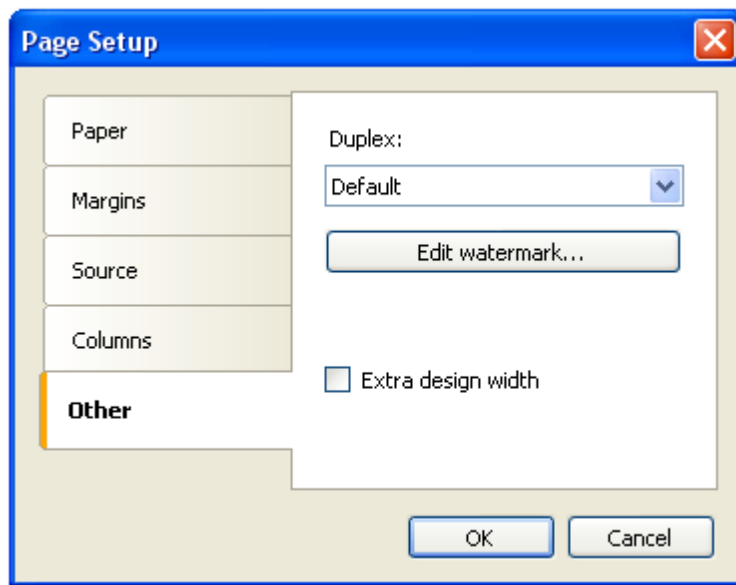 Page Setup
Paper
Margins
Source
Columns
Other
Duplex:
Default
Edit watermark...
Extra design width
OK
Cancel